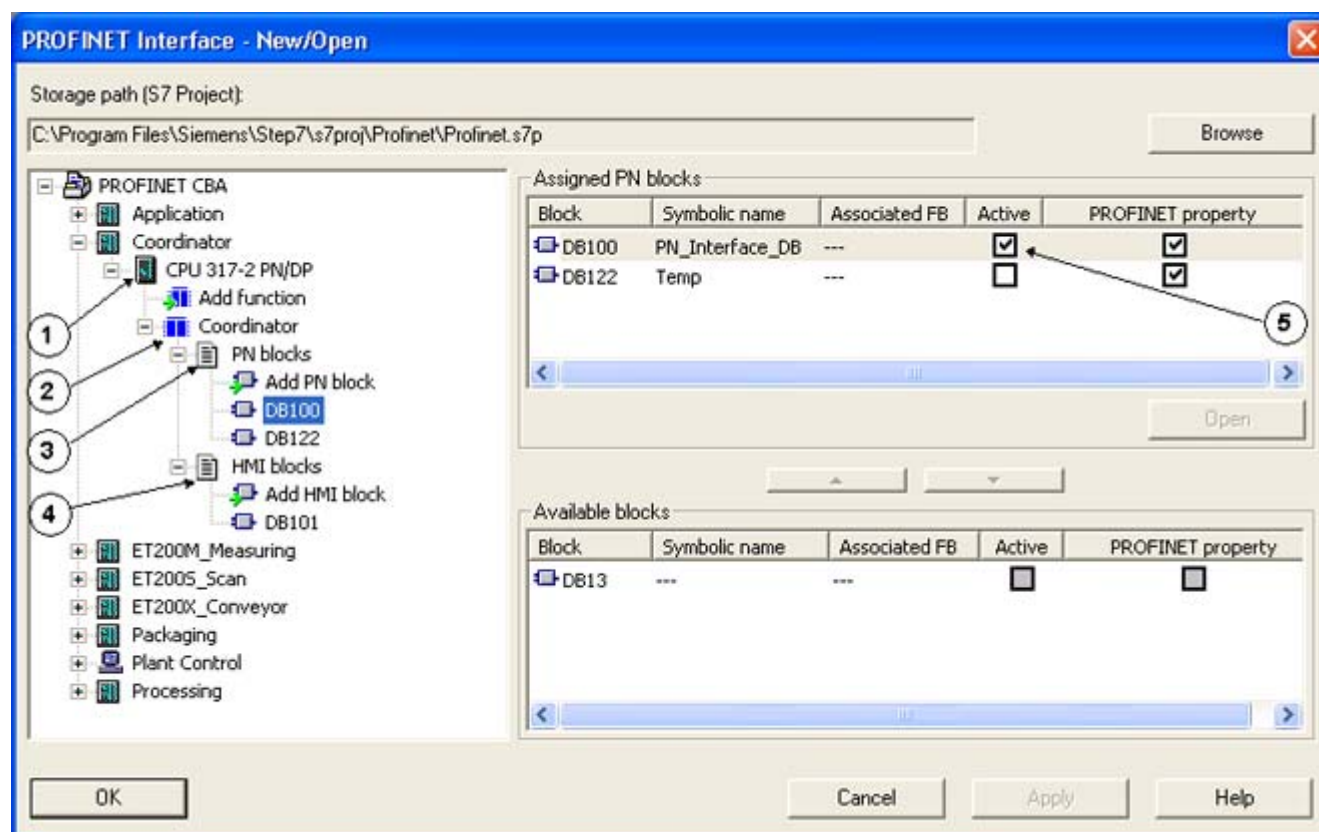 PROFINET Interface - New/Open
Storage path (S7 Project):
C:\Program Files\Siemens\Step7\s7proj\Profinet\Profinet.s7p
Browse
PROFINET CBA
Application
Coordinator
CPU 317-2 PN/DP
Add function
Coordinator
PN blocks
Add PN block
DB100
DB122
HMI blocks
Add HMI block
DB101
ET200M_Measuring
ET200S_Scan
ET200X_Conveyor
Packaging
Plant Control
Processing
1
2
3
4
Assigned PN blocks
Block Symbolic name Associated FB Active PROFINET property
DB100 PN_Interface_DB ---
DB122 Temp ---
5
Open
Available blocks
Block Symbolic name Associated FB Active PROFINET property
DB13 --- ---
OK
Cancel
Apply
Help